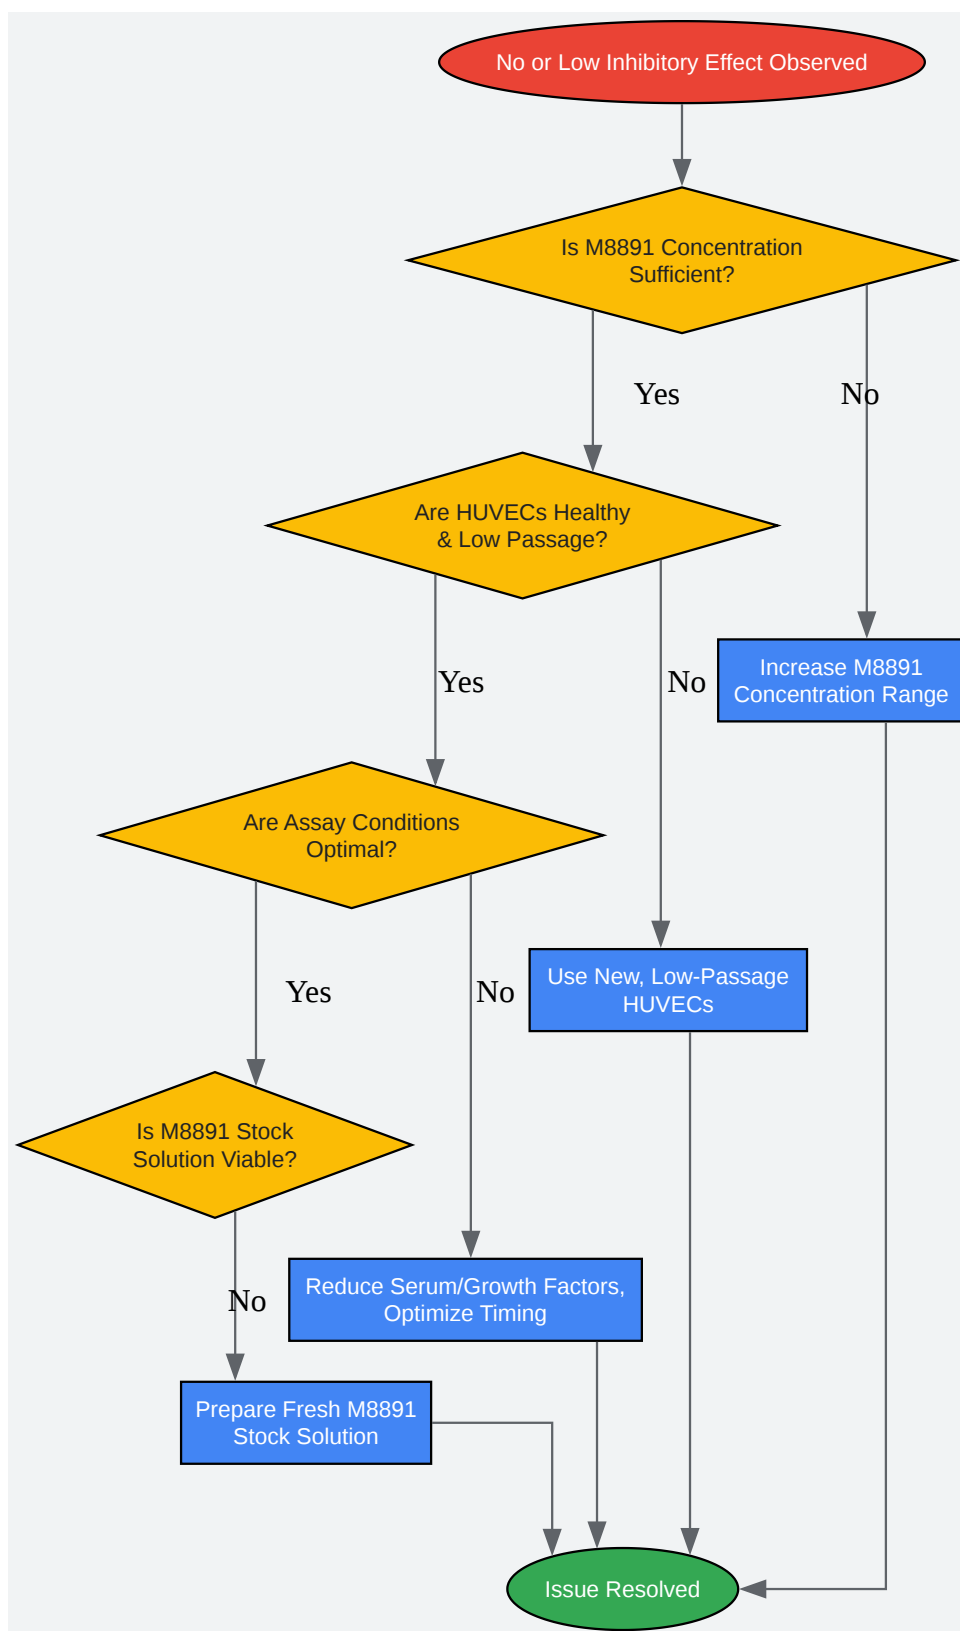 No or Low Inhibitory Effect Observed
Is M8891 Concentration
Sufficient?
Yes
No
Are HUVECs Healthy
& Low Passage?
Yes
No
Increase M8891
Concentration Range
Are Assay Conditions
Optimal?
Yes
No
Use New, Low-Passage
HUVECs
Is M8891 Stock
Solution Viable?
No
Reduce Serum/Growth Factors,
Optimize Timing
Prepare Fresh M8891
Stock Solution
Issue Resolved